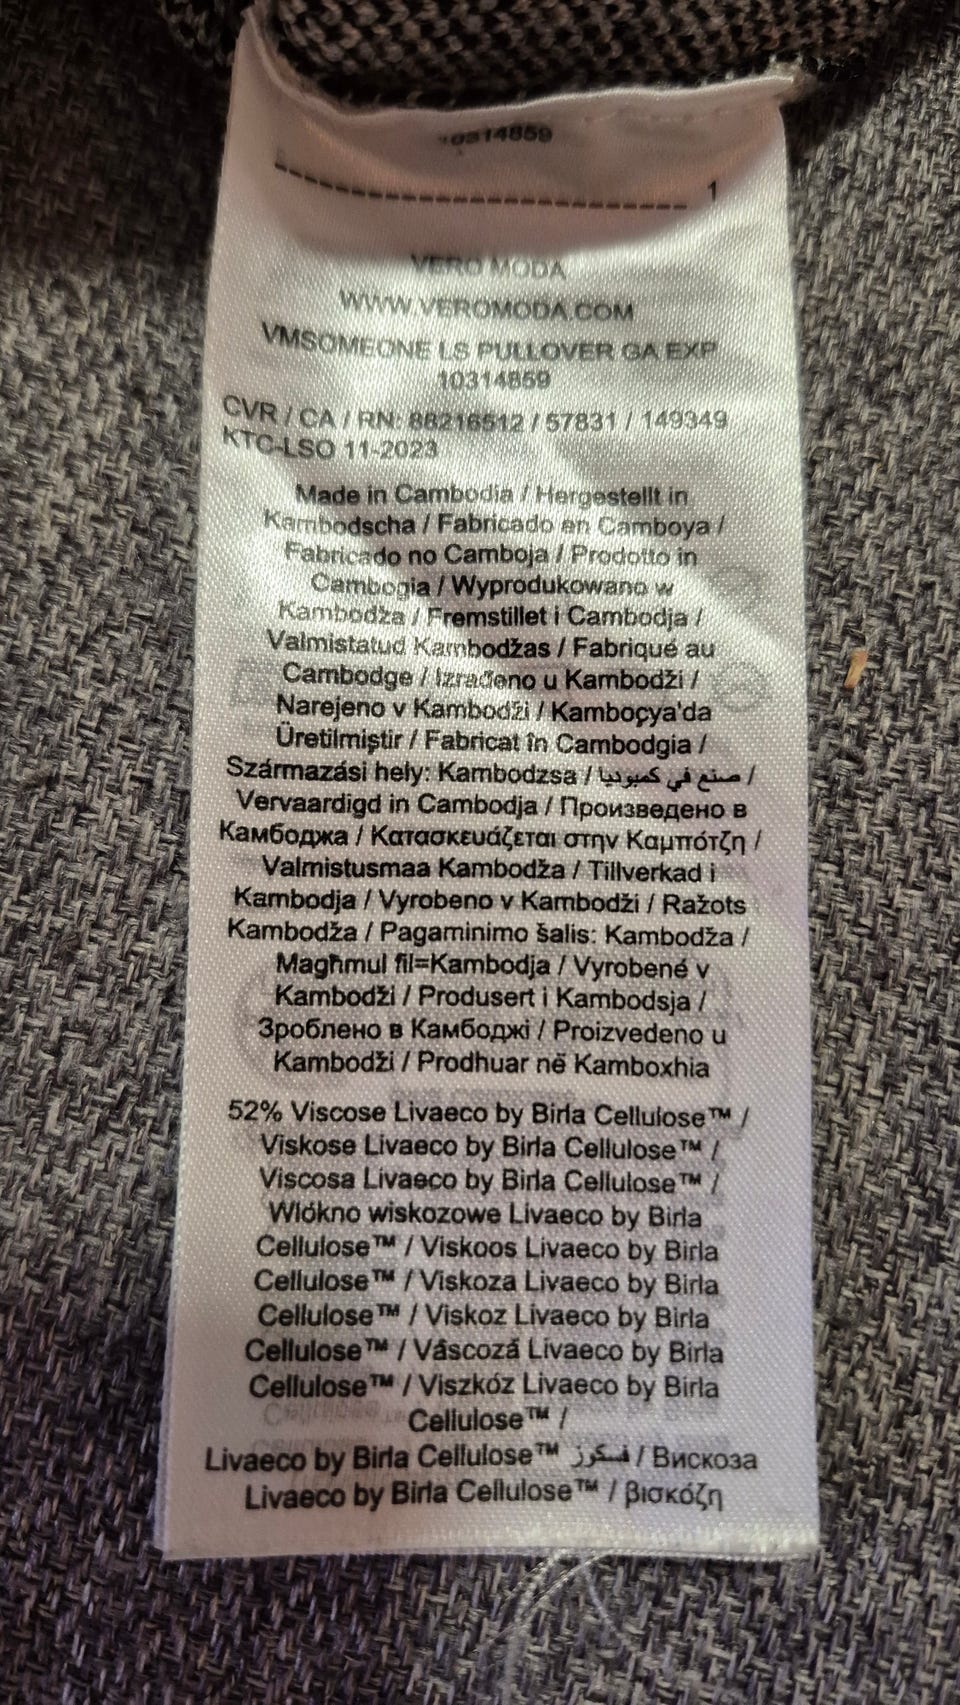 10314859
1
VERO MODA
WWW.VEROMODA.COM
VMSOMEONE LS PULLOVER GA EXP
10314859
CVR / CA / RN: 88216512 / 57831 / 149349
KTC-LSO 11-2023
Made in Cambodia / Hergestellt in
Kambodscha / Fabricado en Camboya /
Fabricado no Camboja / Prodotto in
Cambogia / Wyprodukowano w
Kambodża / Fremstillet i Cambodja /
Valmistatud Kambodžas / Fabriqué au
Cambodge / Izrađeno u Kambodži /
Narejeno v Kambodži / Kamboçya'da
Üretilmiştir / Fabricat în Cambodgia /
Származási hely: Kambodzsa / صنع في كمبوديا /
Vervaardigd in Cambodja / Произведено в
Камбоджа / Κατασκευάζεται στην Καμπότζη /
Valmistusmaa Kambodža / Tillverkad i
Kambodja / Vyrobeno v Kambodži / Ražots
Kambodža / Pagaminimo šalis: Kambodža /
Magħmul fil=Kambodja / Vyrobené v
Kambodži / Produsert i Kambodsja /
Зроблено в Камбоджі / Proizvedeno u
Kambodži / Prodhuar në Kamboxhia
52% Viscose Livaeco by Birla Cellulose™ /
Viskose Livaeco by Birla Cellulose™ /
Viscosa Livaeco by Birla Cellulose™ /
Wlókno wiskozowe Livaeco by Birla
Cellulose™ / Viskoos Livaeco by Birla
Cellulose™ / Viskoza Livaeco by Birla
Cellulose™ / Viskoz Livaeco by Birla
Cellulose™ / Vâscoză Livaeco by Birla
Cellulose™ / Viszkóz Livaeco by Birla
Cellulose™ /
Livaeco by Birla Cellulose™ فسكوز / Вискоза
Livaeco by Birla Cellulose™ / βισκόζη